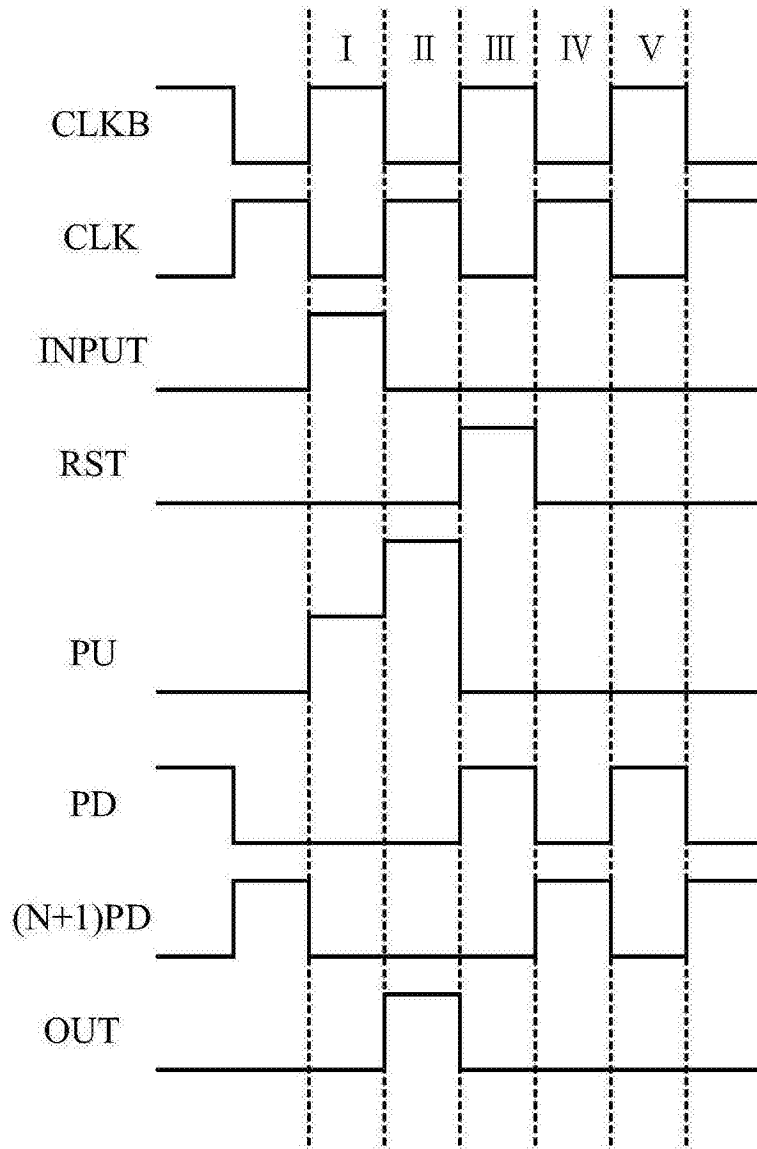 Ⅰ Ⅱ Ⅲ Ⅳ Ⅴ
CLKB
CLK
INPUT
RST
PU
PD
(N+1)PD
OUT